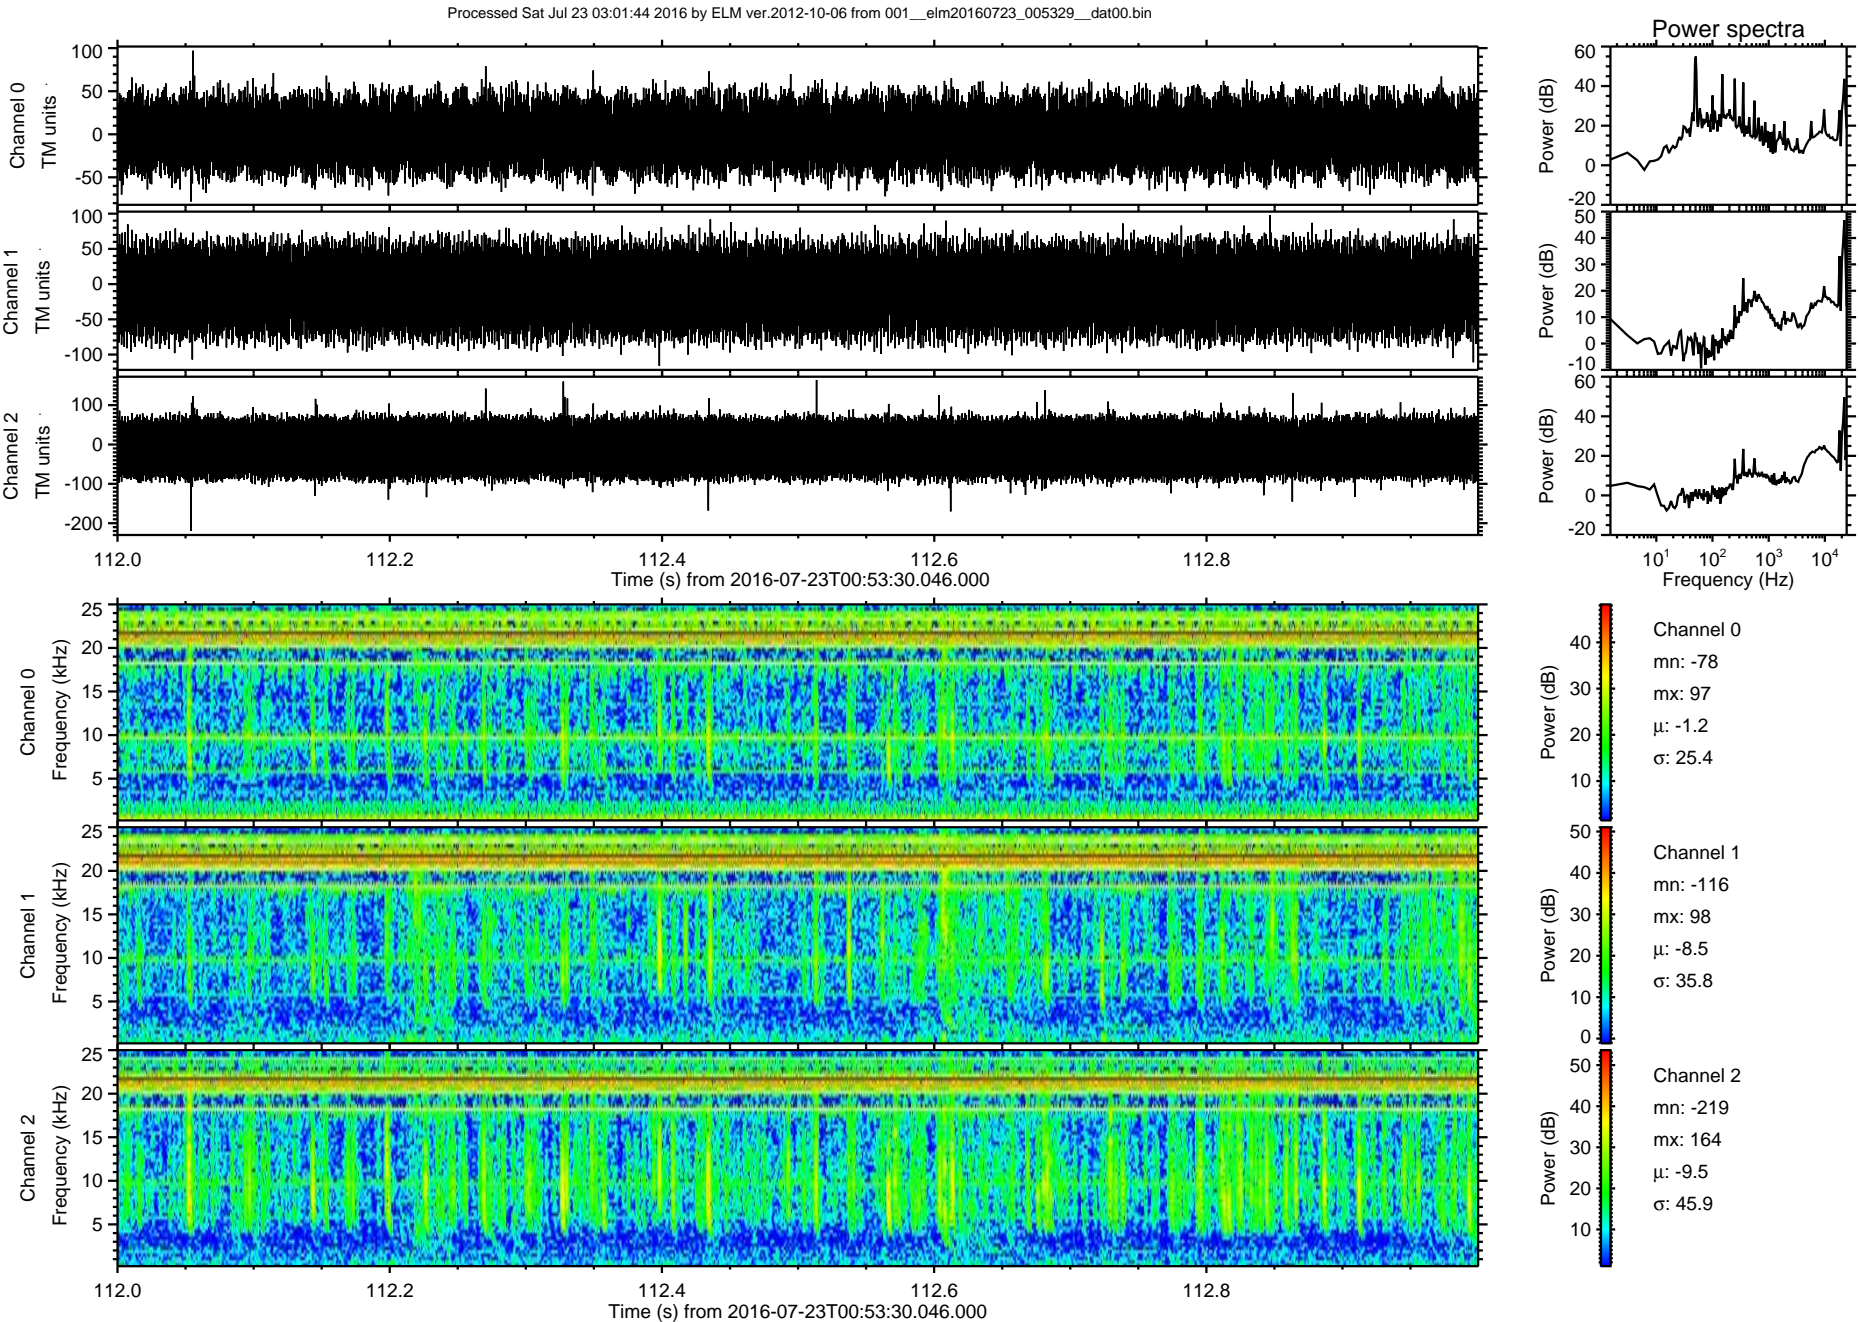 Processed Sat Jul 23 03:01:44 2016 by ELM ver.2012-10-06 from 001__elm20160723_005329__dat00.bin
Power spectra
Channel 0
TM units
100
50
0
-50
Power (dB)
60
40
20
0
-20
Channel 1
TM units
100
50
0
-50
-100
Power (dB)
50
40
30
20
10
0
-10
Channel 2
TM units
100
0
-100
-200
Power (dB)
60
40
20
0
-20
112.0 112.2 112.4 112.6 112.8
Time (s) from 2016-07-23T00:53:30.046.000
10^1 10^2 10^3 10^4
Frequency (Hz)
Channel 0
Frequency (kHz)
25
20
15
10
5
Power (dB)
40
30
20
10
Channel 0
mn: -78
mx: 97
μ: -1.2
σ: 25.4
Channel 1
Frequency (kHz)
25
20
15
10
5
Power (dB)
50
40
30
20
10
0
Channel 1
mn: -116
mx: 98
μ: -8.5
σ: 35.8
Channel 2
Frequency (kHz)
25
20
15
10
5
Power (dB)
50
40
30
20
10
Channel 2
mn: -219
mx: 164
μ: -9.5
σ: 45.9
112.0 112.2 112.4 112.6 112.8
Time (s) from 2016-07-23T00:53:30.046.000